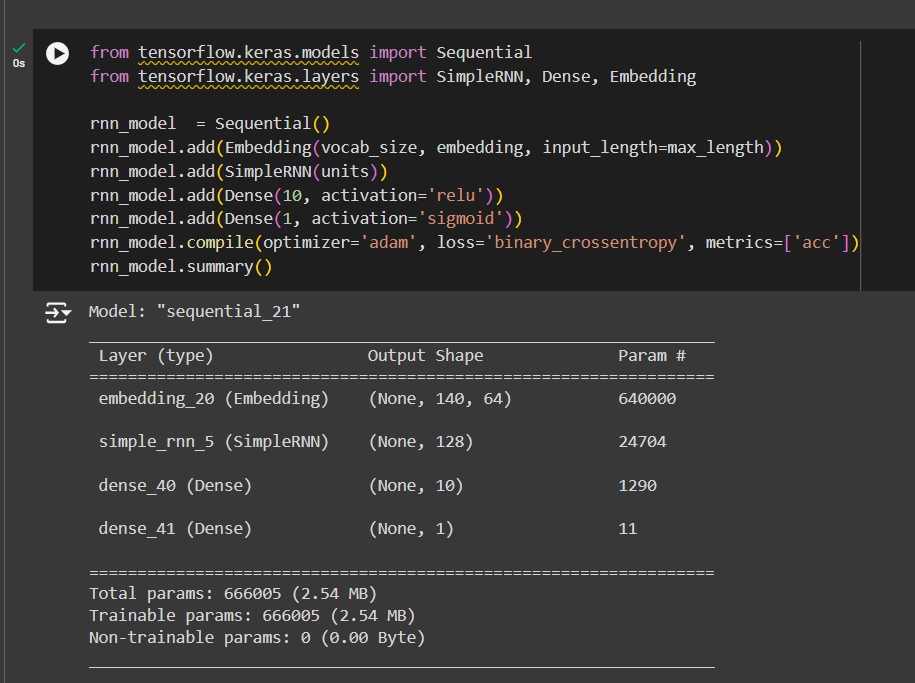 0s
from tensorflow.keras.models import Sequential
from tensorflow.keras.layers import SimpleRNN, Dense, Embedding
rnn_model  = Sequential()
rnn_model.add(Embedding(vocab_size, embedding, input_length=max_length))
rnn_model.add(SimpleRNN(units))
rnn_model.add(Dense(10, activation='relu'))
rnn_model.add(Dense(1, activation='sigmoid'))
rnn_model.compile(optimizer='adam', loss='binary_crossentropy', metrics=['acc'])
rnn_model.summary()
Model: "sequential_21"
_________________________________________________________________
Layer (type)                Output Shape              Param #
=================================================================
embedding_20 (Embedding)    (None, 140, 64)           640000
simple_rnn_5 (SimpleRNN)    (None, 128)               24704
dense_40 (Dense)            (None, 10)                1290
dense_41 (Dense)            (None, 1)                 11
=================================================================
Total params: 666005 (2.54 MB)
Trainable params: 666005 (2.54 MB)
Non-trainable params: 0 (0.00 Byte)
_________________________________________________________________